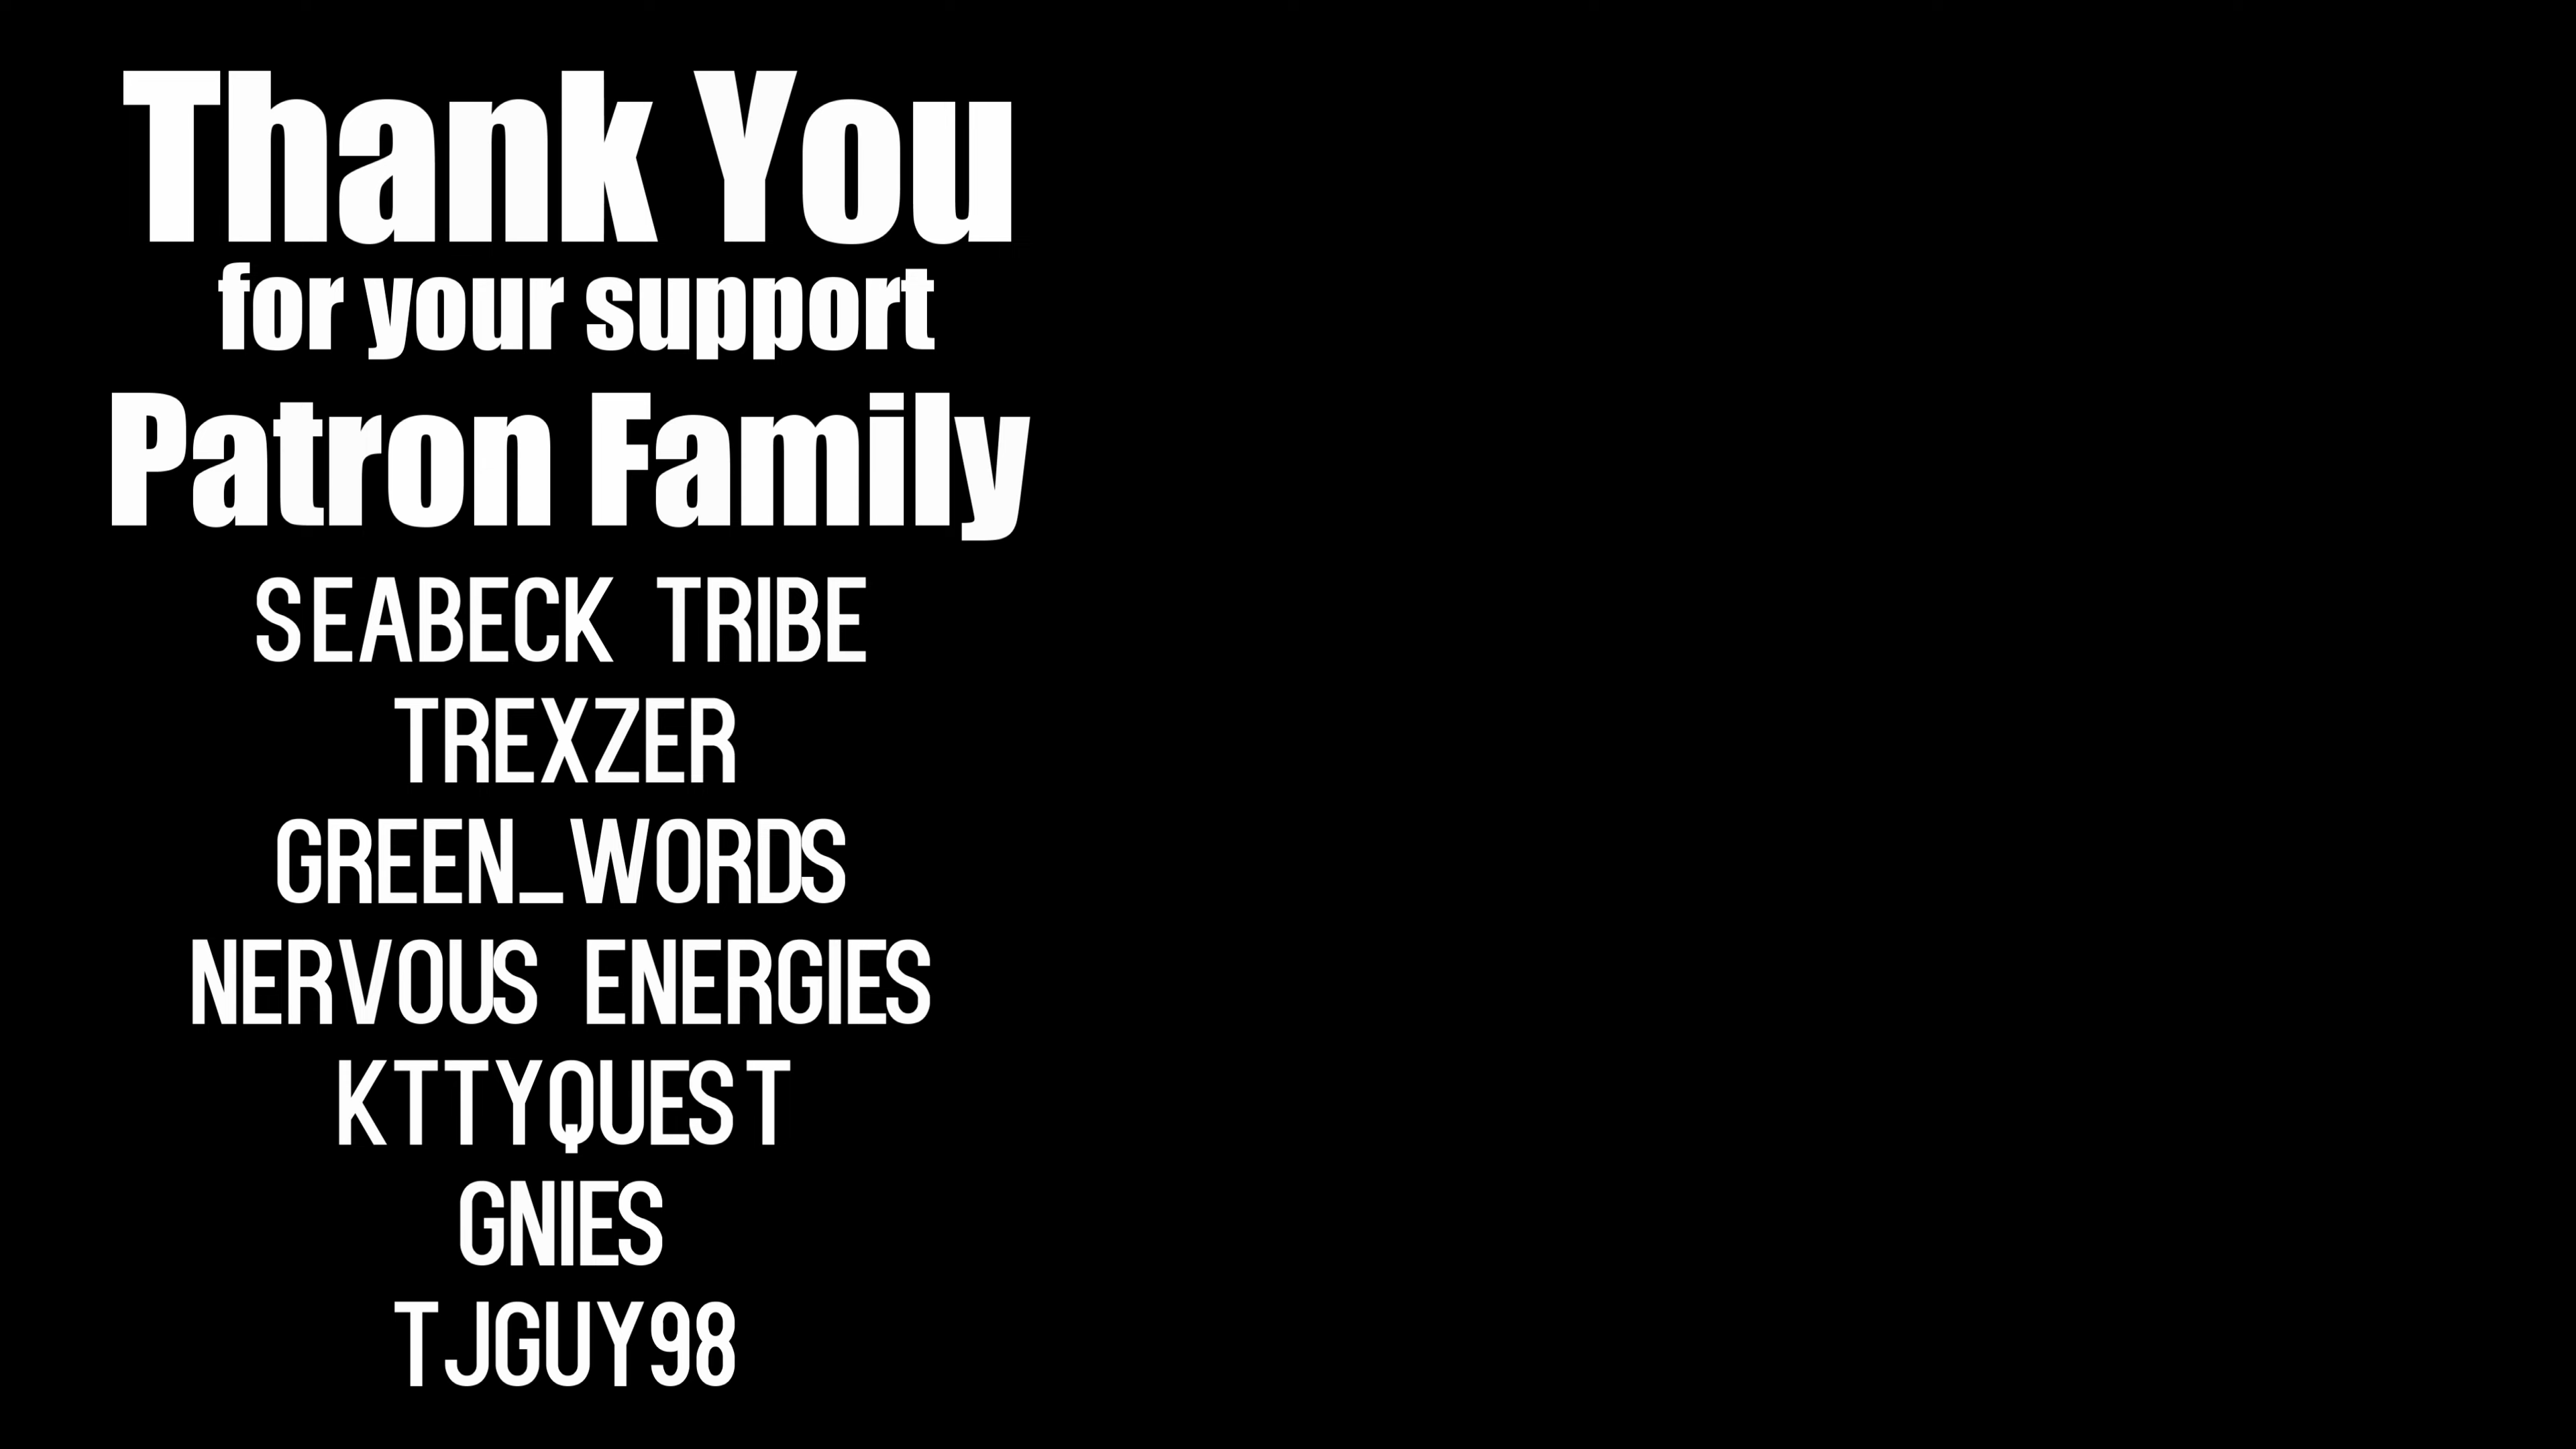 Thank You
for your support
Patron Family
SEABECK TRIBE
TREXZER
GREEN_WORDS
NERVOUS ENERGIES
KTTYQUEST
GNIES
TJGUY98